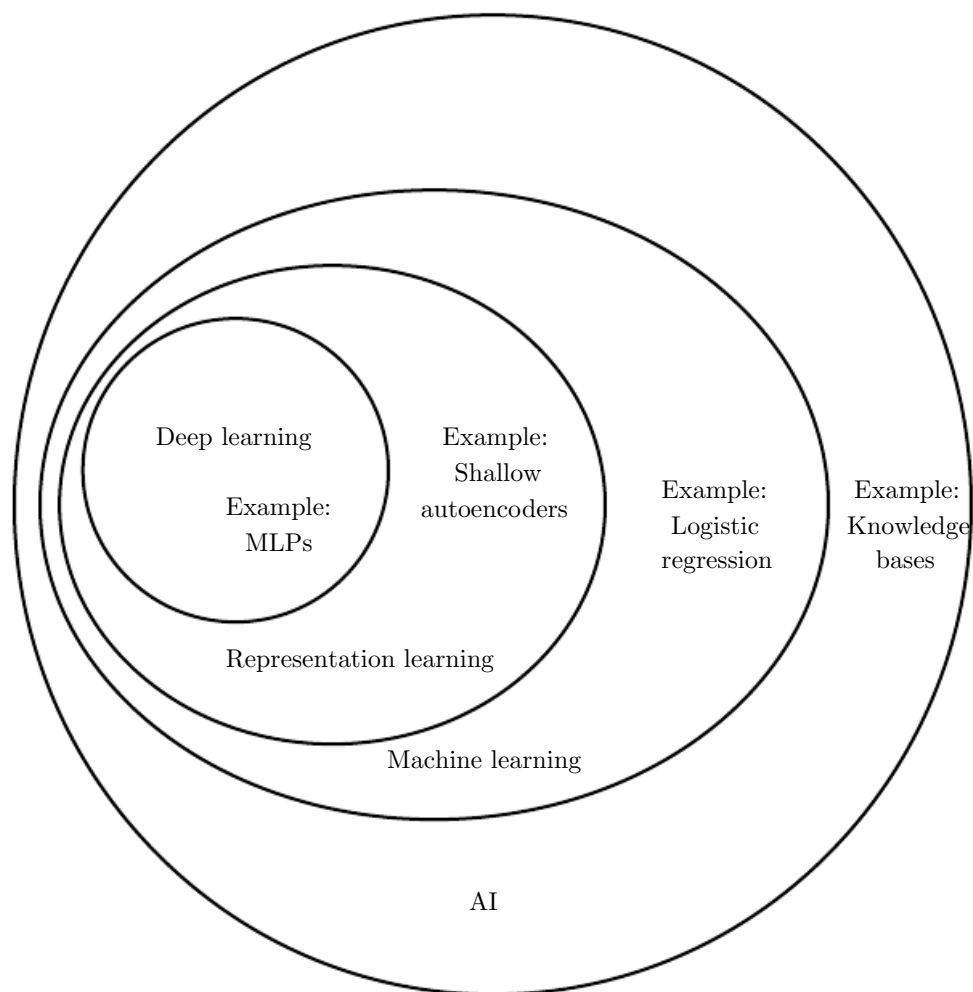 Deep learning
Example:
MLPs
Example:
Shallow
autoencoders
Example:
Logistic
regression
Example:
Knowledge
bases
Representation learning
Machine learning
AI